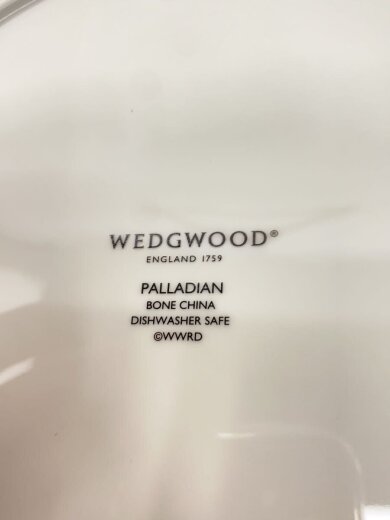 WEDGWOOD®
ENGLAND 1759
PALLADIAN
BONE CHINA
DISHWASHER SAFE
©WWRD